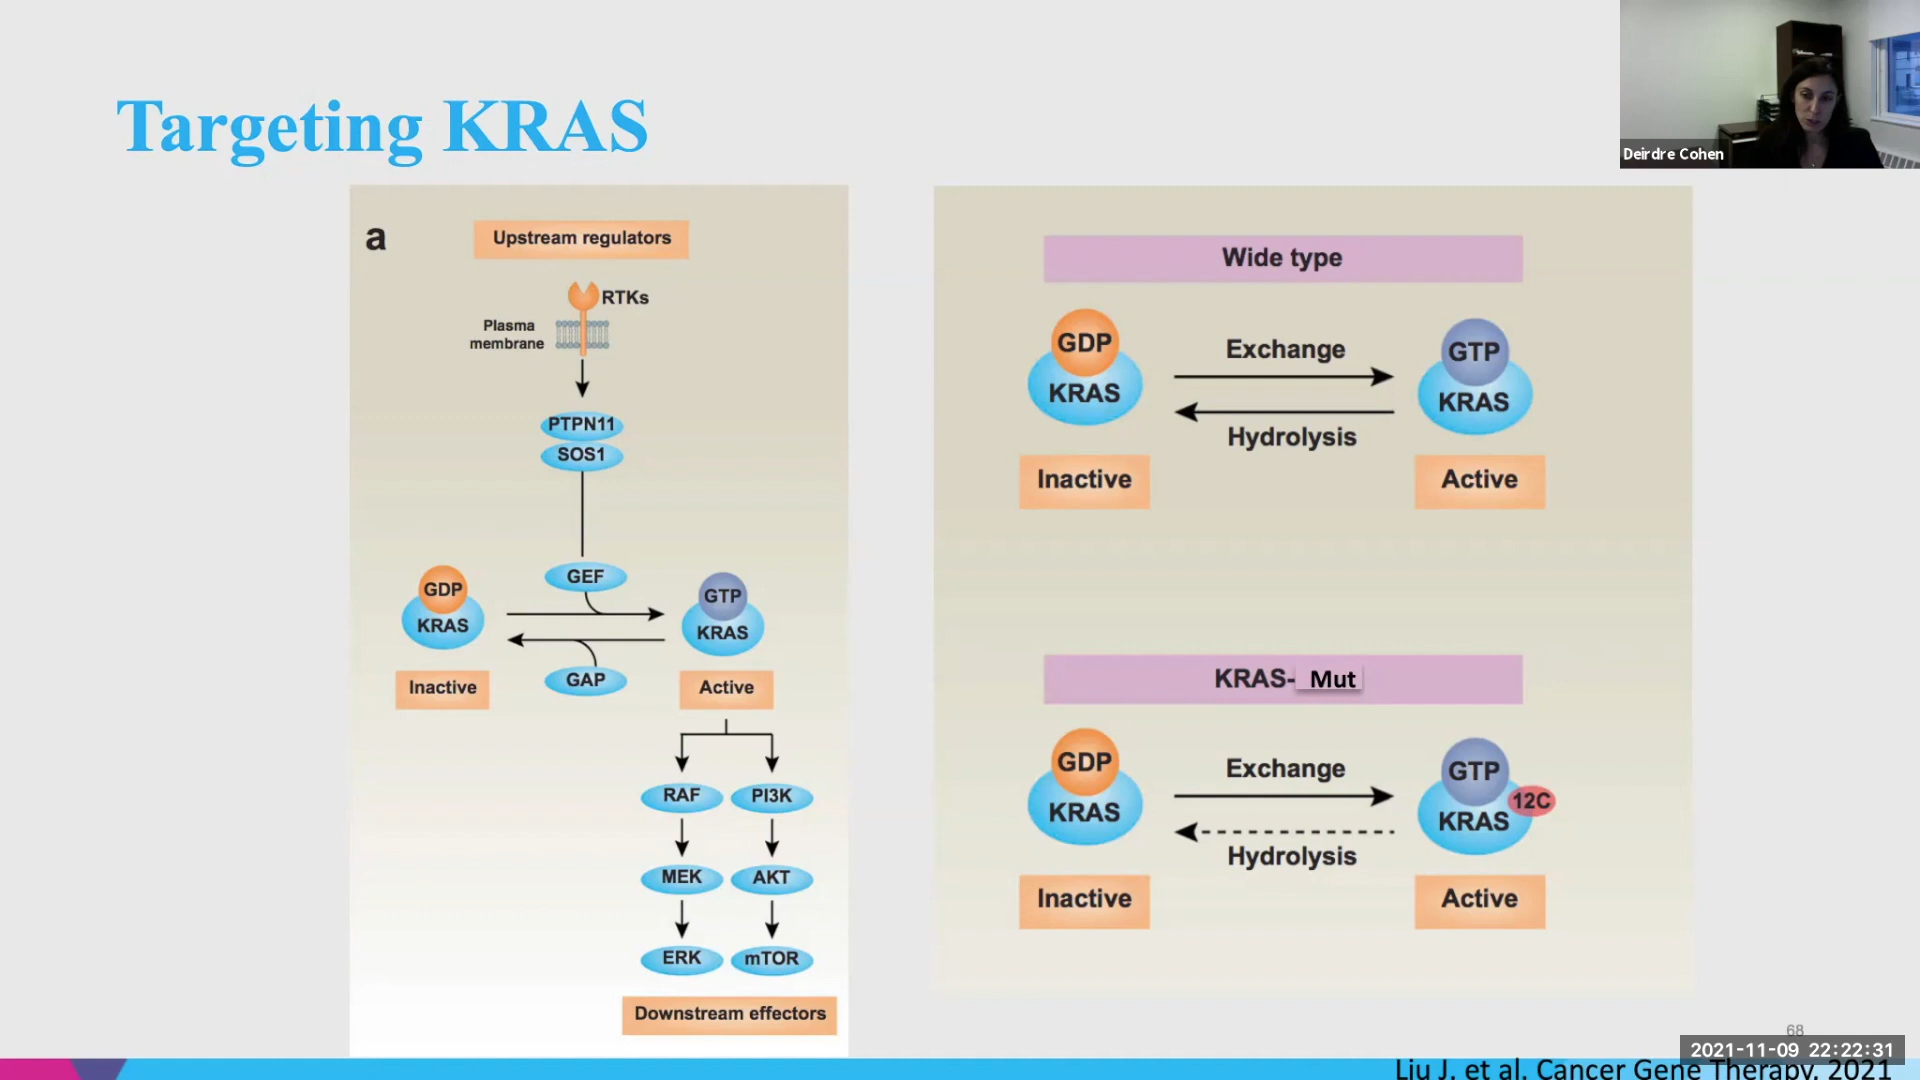 Targeting KRAS
Deirdre Cohen
a
Upstream regulators
RTKs
Plasma
membrane
PTPN11
SOS1
GEF
GDP
KRAS
GTP
KRAS
GAP
Inactive
Active
RAF
PI3K
MEK
AKT
ERK
mTOR
Downstream effectors
Wide type
GDP
KRAS
Exchange
Hydrolysis
GTP
KRAS
Inactive
Active
KRAS- Mut
GDP
KRAS
Exchange
Hydrolysis
GTP
KRAS
12C
Inactive
Active
68
2021-11-09 22:22:31
Liu J. et al. Cancer Gene Therapy. 2021